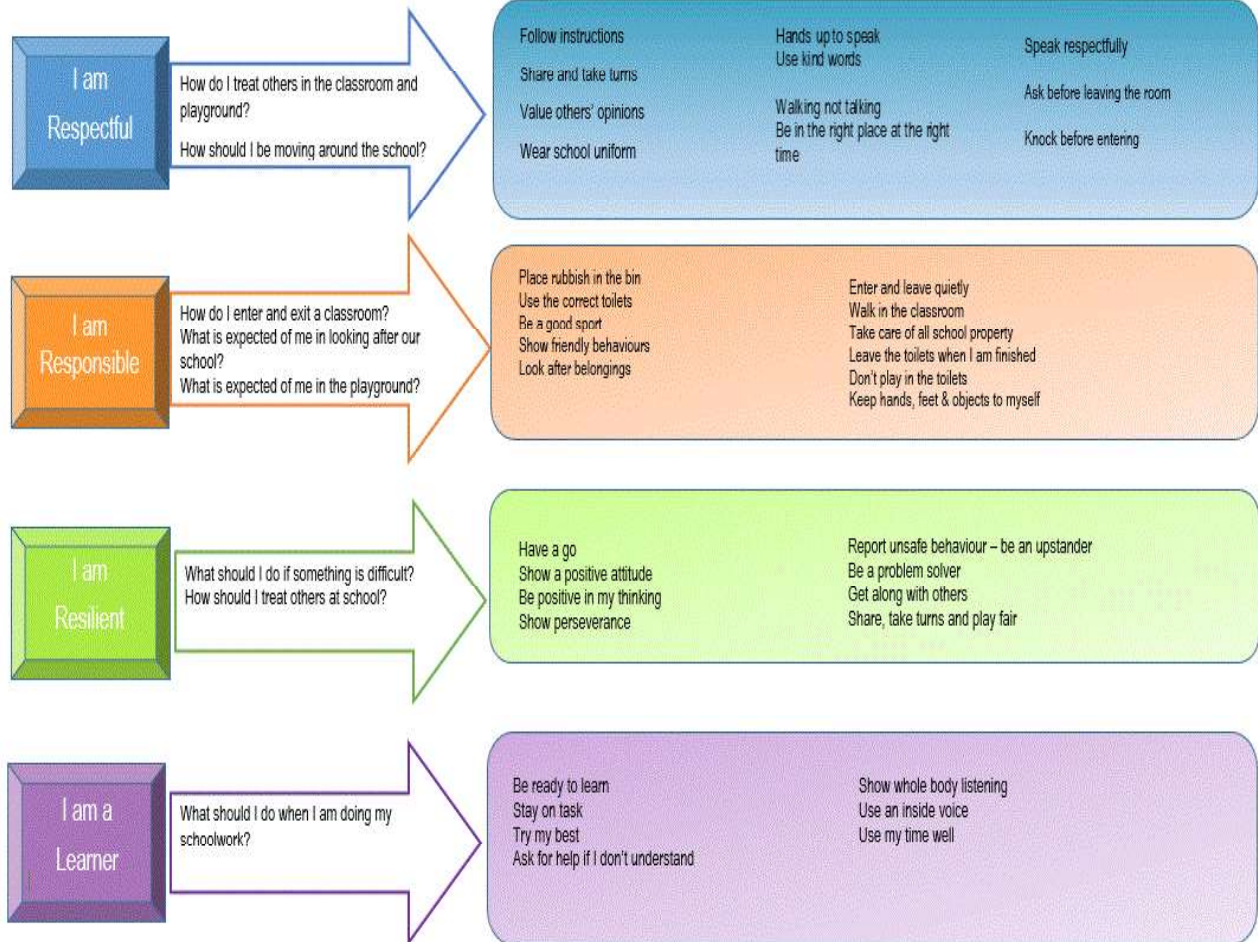 I am
Respectful
How do I treat others in the classroom and
playground?
How should I be moving around the school?
Follow instructions
Share and take turns
Value others' opinions
Wear school uniform
Hands up to speak
Use kind words
Walking not talking
Be in the right place at the right
time
Speak respectfully
Ask before leaving the room
Knock before entering
I am
Responsible
How do I enter and exit a classroom?
What is expected of me in looking after our
school?
What is expected of me in the playground?
Place rubbish in the bin
Use the correct toilets
Be a good sport
Show friendly behaviours
Look after belongings
Enter and leave quietly
Walk in the classroom
Take care of all school property
Leave the toilets when I am finished
Don't play in the toilets
Keep hands, feet & objects to myself
I am
Resilient
What should I do if something is difficult?
How should I treat others at school?
Have a go
Show a positive attitude
Be positive in my thinking
Show perseverance
Report unsafe behaviour – be an upstander
Be a problem solver
Get along with others
Share, take turns and play fair
I am a
Learner
What should I do when I am doing my
schoolwork?
Be ready to learn
Stay on task
Try my best
Ask for help if I don't understand
Show whole body listening
Use an inside voice
Use my time well